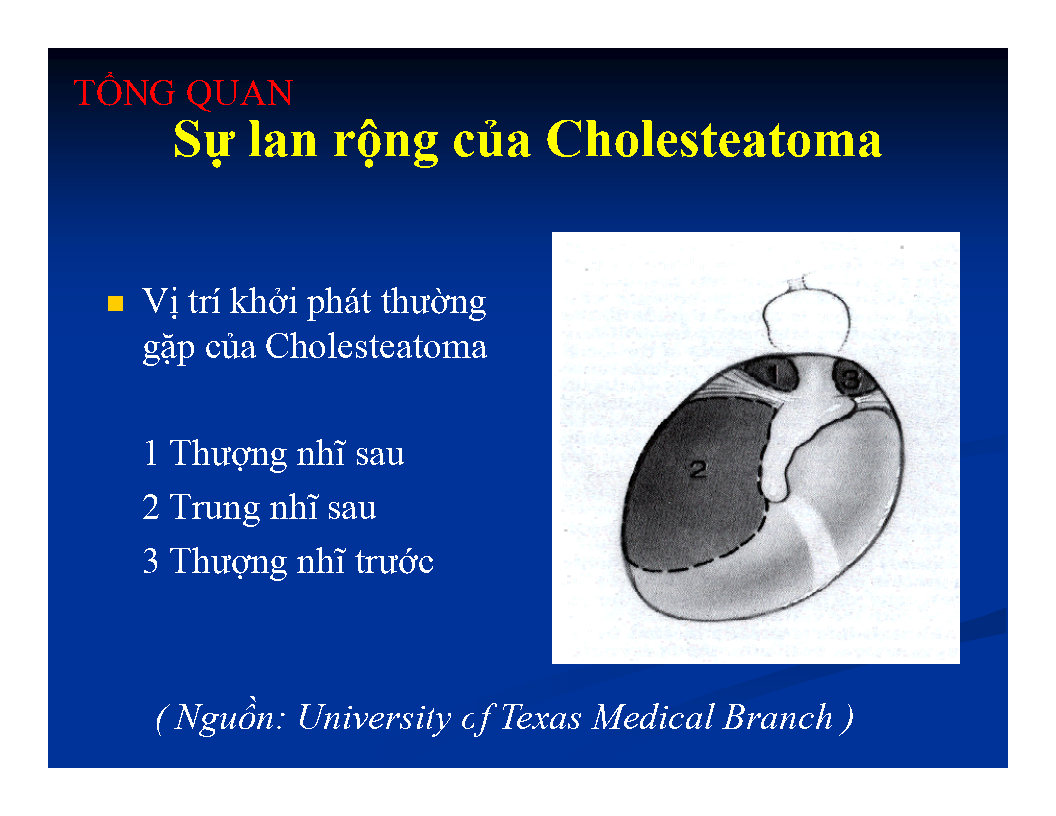 TỔNG QUAN
Sự lan rộng của Cholesteatoma
Vị trí khởi phát thường
gặp của Cholesteatoma
1 Thượng nhĩ sau
2 Trung nhĩ sau
3 Thượng nhĩ trước
1
3
2
( Nguồn: University of Texas Medical Branch )